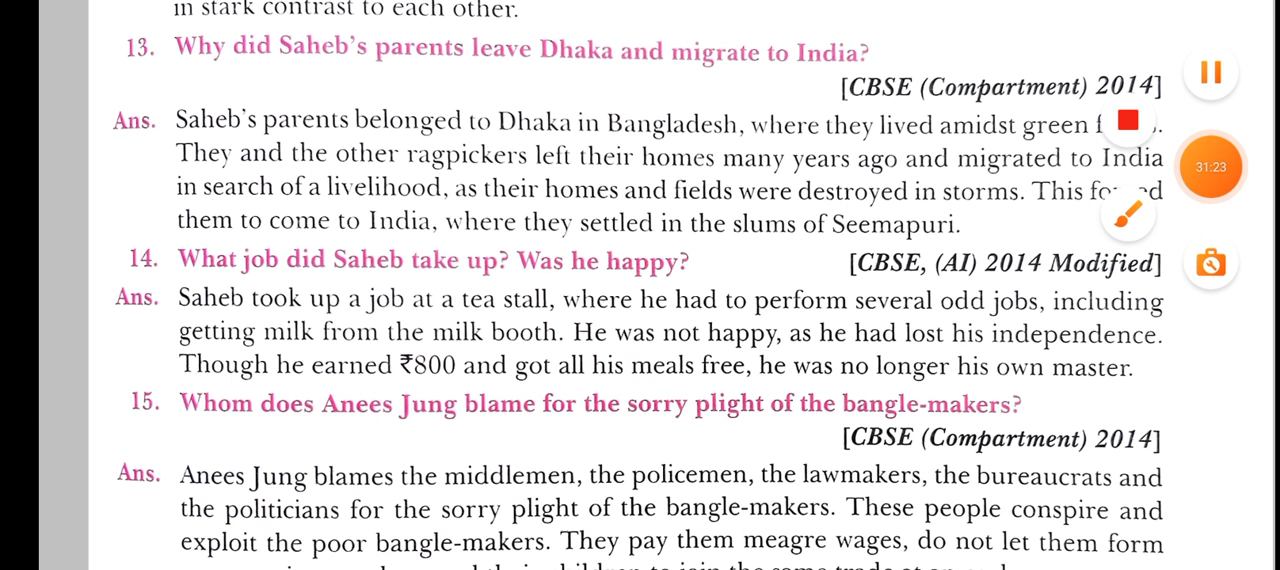 in stark contrast to each other.
13. Why did Saheb's parents leave Dhaka and migrate to India?
[CBSE (Compartment) 2014]
Ans. Saheb's parents belonged to Dhaka in Bangladesh, where they lived amidst green
They and the other ragpickers left their homes many years ago and migrated to India
in search of a livelihood, as their homes and fields were destroyed in storms. This
them to come to India, where they settled in the slums of Seemapuri.
14. What job did Saheb take up? Was he happy? [CBSE, (AI) 2014 Modified]
Ans. Saheb took up a job at a tea stall, where he had to perform several odd jobs, including
getting milk from the milk booth. He was not happy, as he had lost his independence.
Though he earned ₹800 and got all his meals free, he was no longer his own master.
15. Whom does Anees Jung blame for the sorry plight of the bangle-makers?
[CBSE (Compartment) 2014]
Ans. Anees Jung blames the middlemen, the policemen, the lawmakers, the bureaucrats and
the politicians for the sorry plight of the bangle-makers. These people conspire and
exploit the poor bangle-makers. They pay them meagre wages, do not let them form
31:23